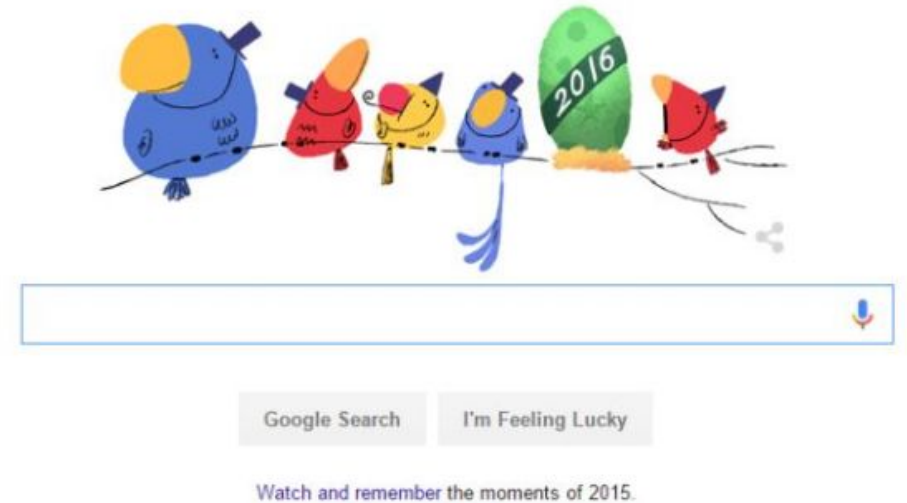 2016
Google Search I'm Feeling Lucky
Watch and remember the moments of 2015.